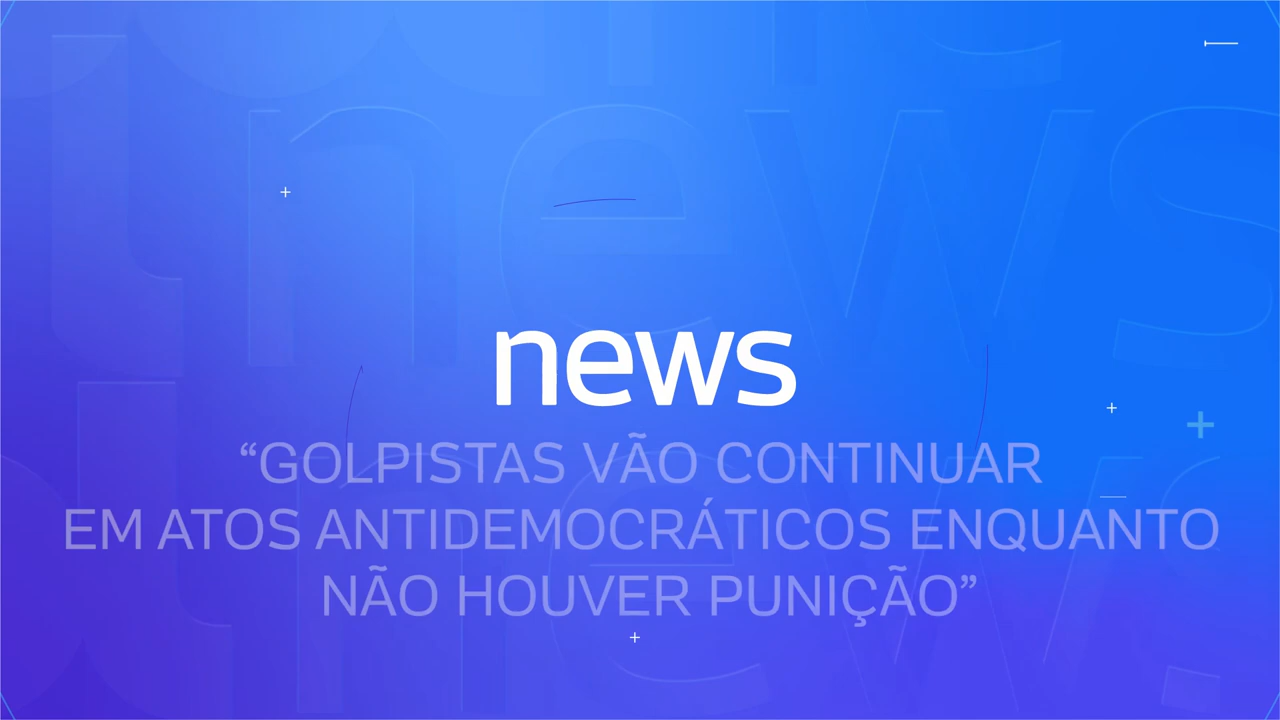 news
“GOLPISTAS VÃO CONTINUAR
EM ATOS ANTIDEMOCRÁTICOS ENQUANTO
NÃO HOUVER PUNIÇÃO”